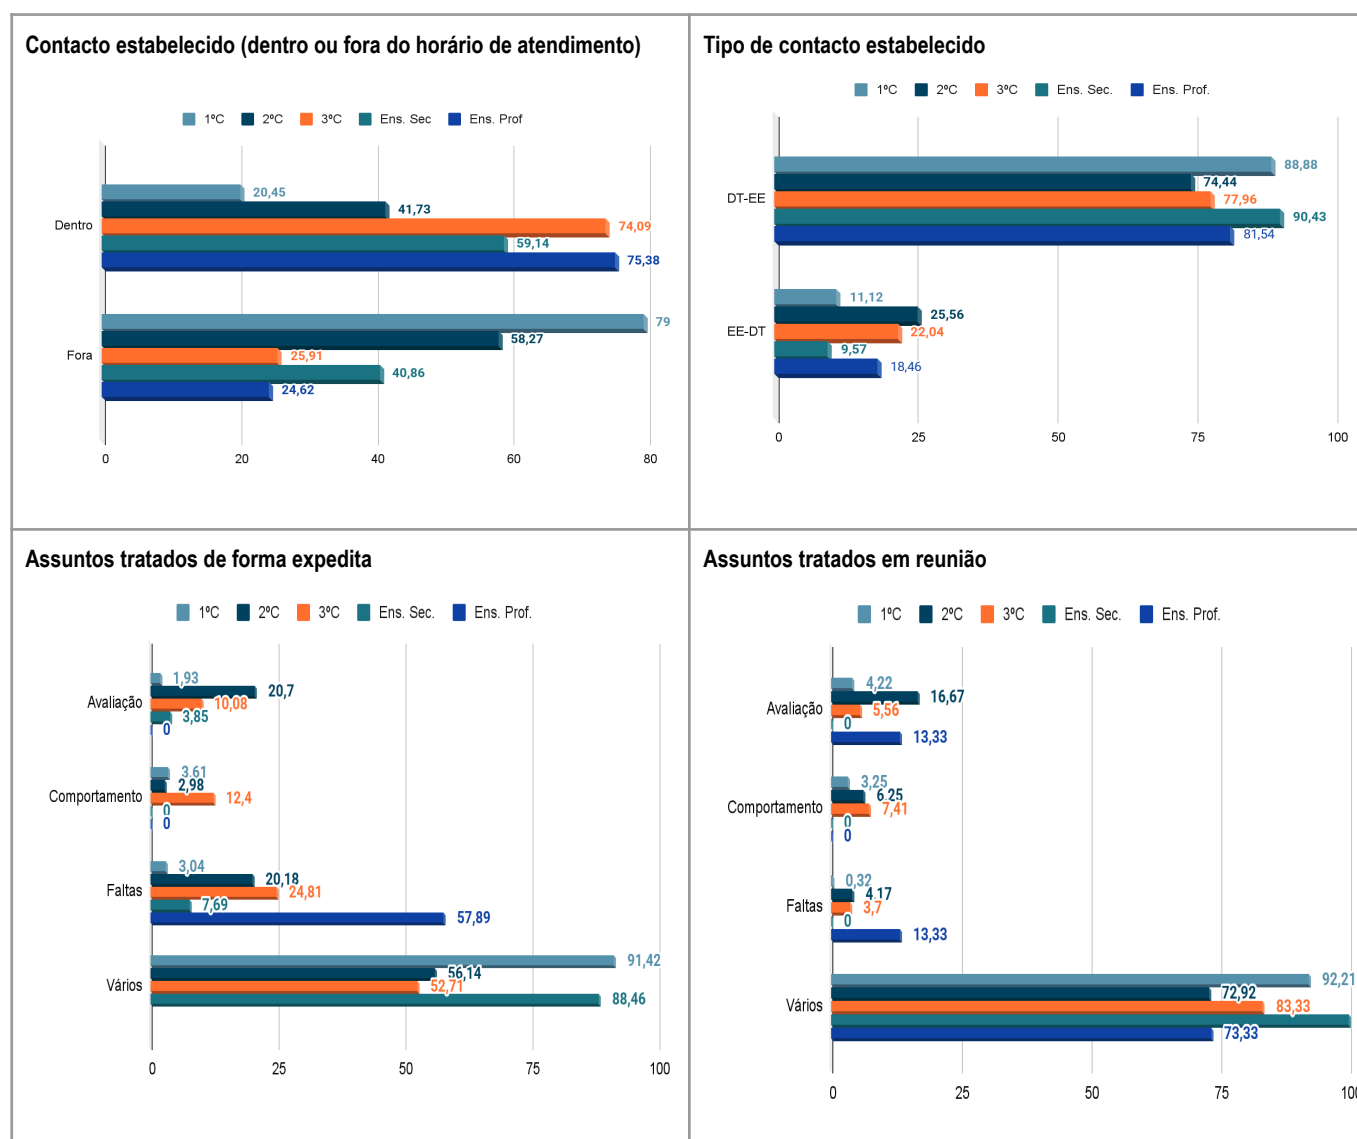 Contacto estabelecido (dentro ou fora do horário de atendimento)
1ºC 2ºC 3ºC Ens. Sec Ens. Prof
Dentro
20,45
41,73
74,09
59,14
75,38
Fora
79
58,27
25,91
40,86
24,62
0 20 40 60 80
Tipo de contacto estabelecido
1ºC 2ºC 3ºC Ens. Sec. Ens. Prof.
DT-EE
88,88
74,44
77,96
90,43
81,54
EE-DT
11,12
25,56
22,04
9,57
18,46
0 25 50 75 100
Assuntos tratados de forma expedita
1ºC 2ºC 3ºC Ens. Sec. Ens. Prof.
Avaliação
1,93
20,7
10,08
3,85
0
Comportamento
3,61
2,98
12,4
0
0
Faltas
3,04
20,18
24,81
7,69
57,89
Vários
91,42
56,14
52,71
88,46
0 25 50 75 100
Assuntos tratados em reunião
1ºC 2ºC 3ºC Ens. Sec. Ens. Prof.
Avaliação
4,22
16,67
5,56
0
13,33
Comportamento
3,25
6,25
7,41
0
0
Faltas
0,32
4,17
3,7
0
13,33
Vários
92,21
72,92
83,33
73,33
0 25 50 75 100